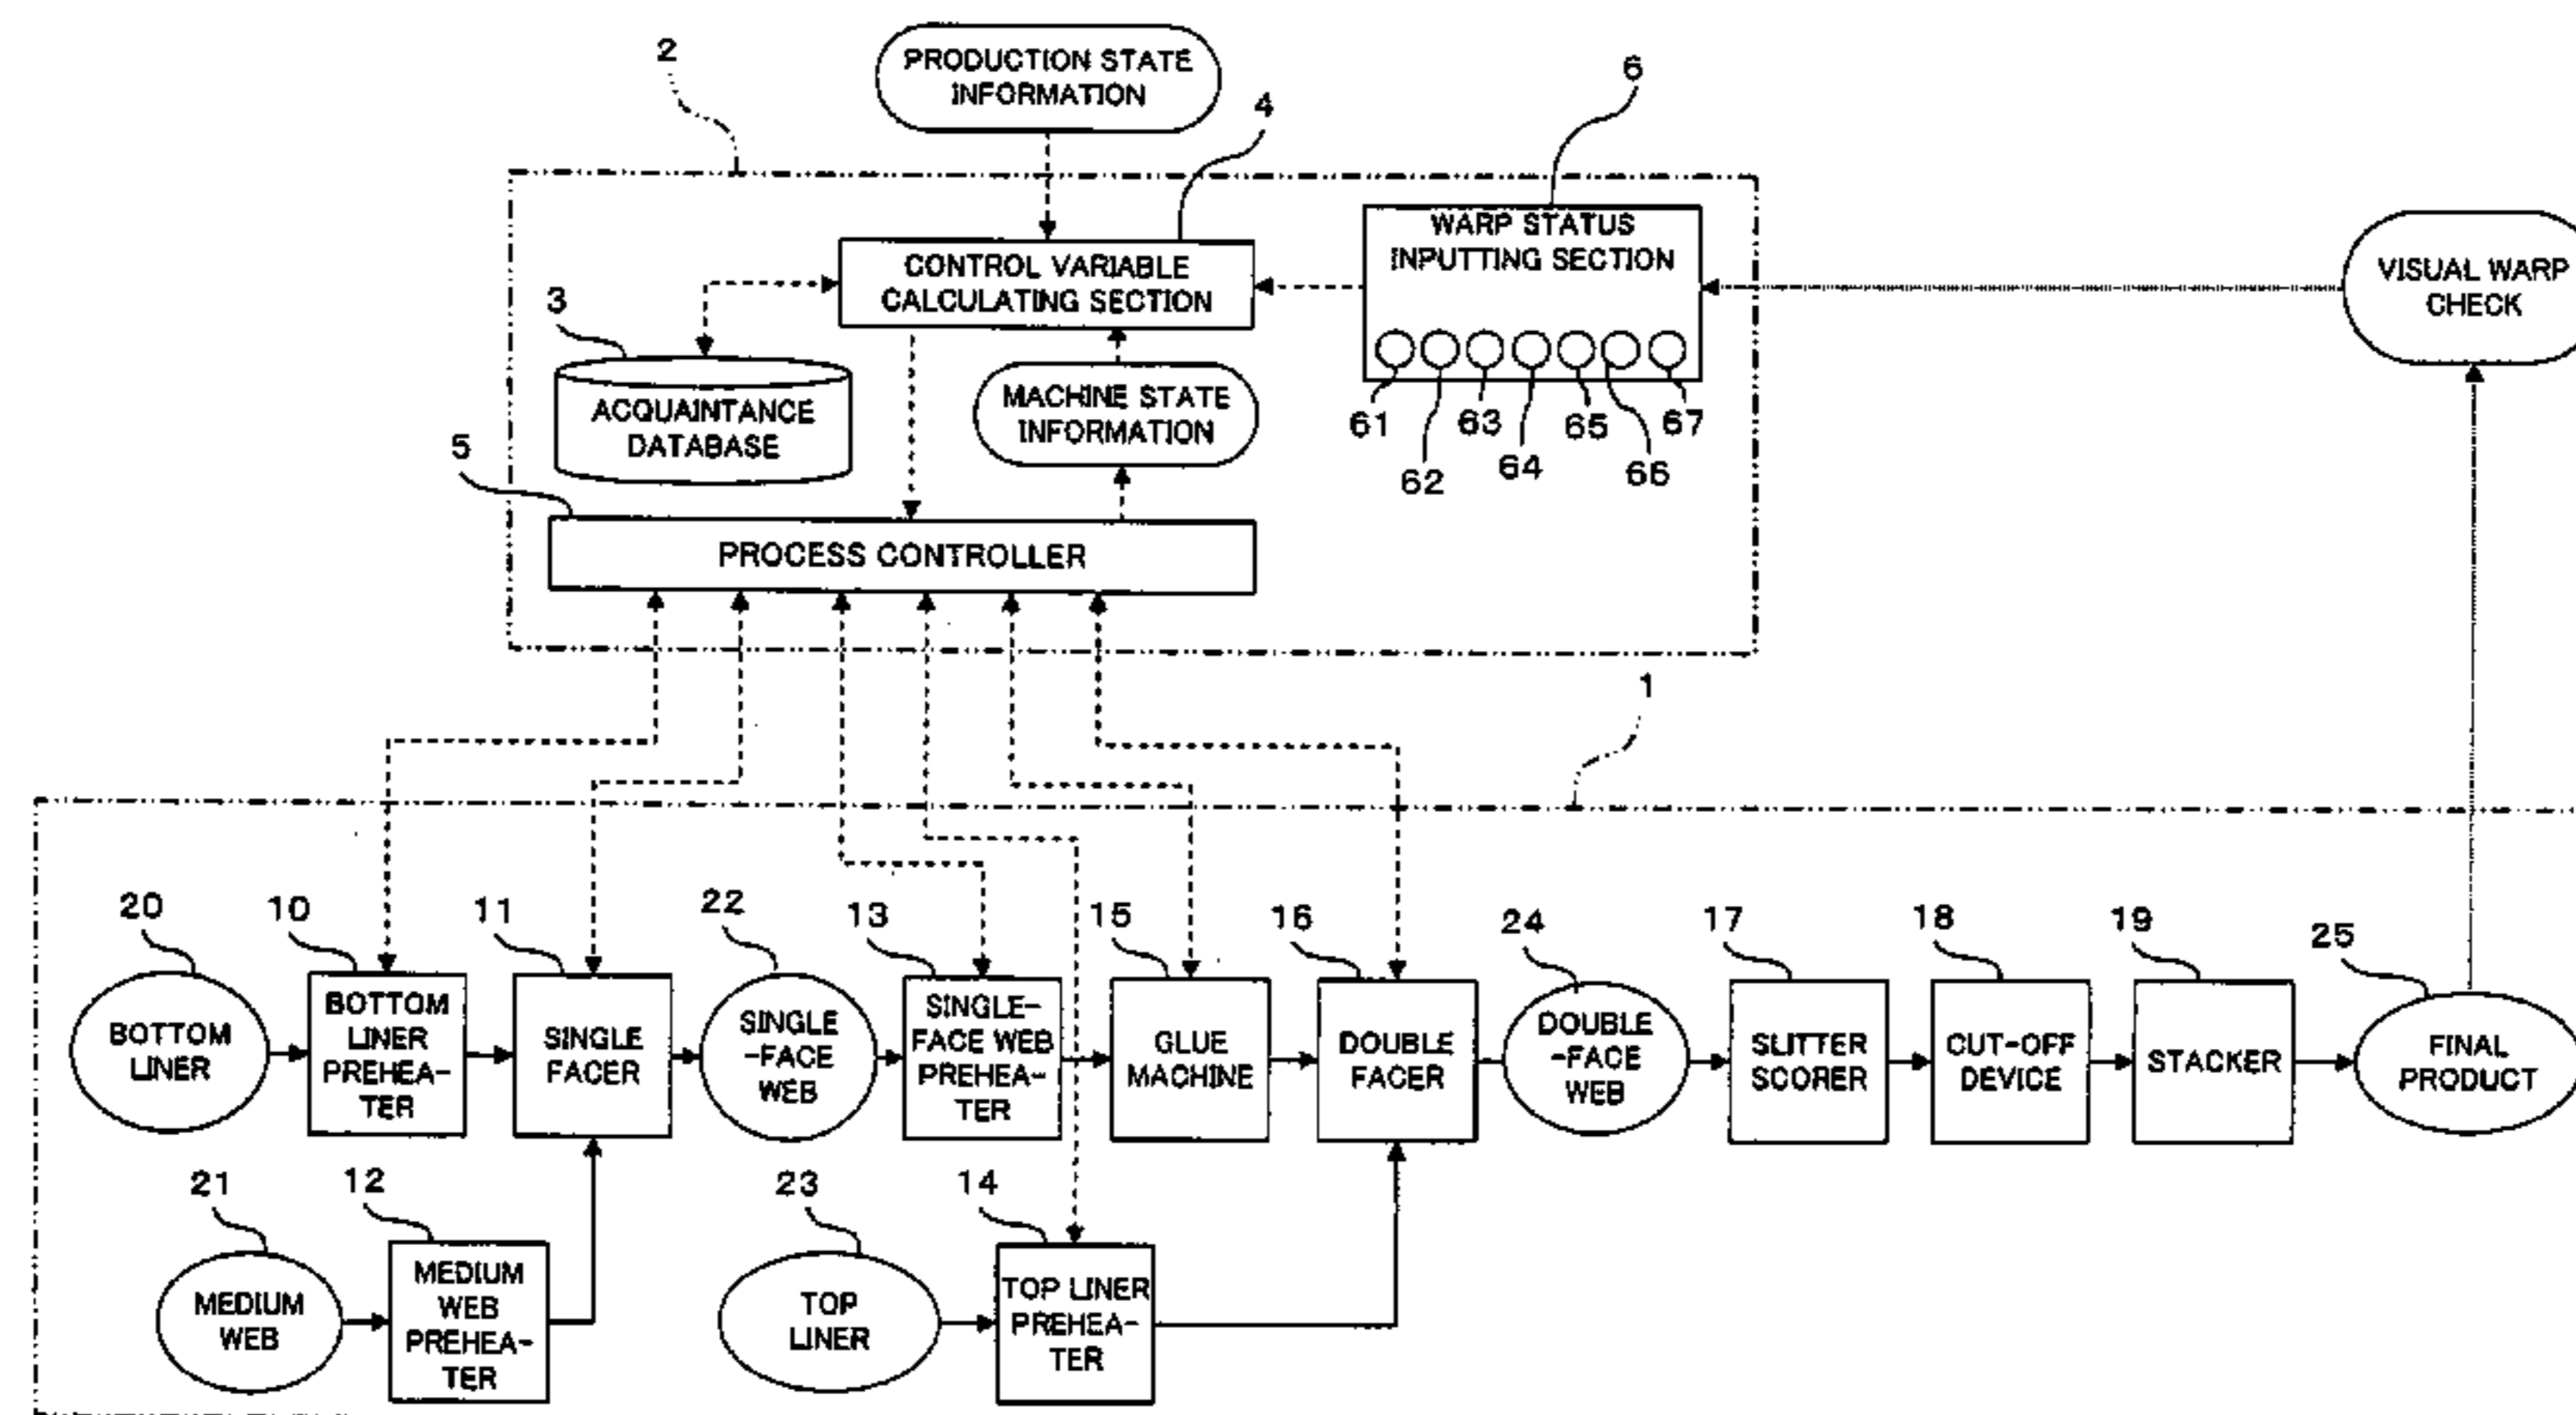 2
PRODUCTION STATE
INFORMATION
4
6
WARP STATUS
INPUTTING SECTION
CONTROL VARIABLE
CALCULATING SECTION
VISUAL WARP
CHECK
3
ACQUAINTANCE
DATABASE
MACHINE STATE
INFORMATION
61
62
63
64
65
66
67
5
PROCESS CONTROLLER
1
20
10
11
22
13
15
16
24
17
18
19
25
BOTTOM
LINER
BOTTOM
LINER
PREHEA-
TER
SINGLE
FACER
SINGLE
-FACE
WEB
SINGLE-
FACE WEB
PREHEA-
TER
GLUE
MACHINE
DOUBLE
FACER
DOUBLE
-FACE
WEB
SLITTER
SCORER
CUT-OFF
DEVICE
STACKER
FINAL
PRODUCT
21
12
23
14
MEDIUM
WEB
MEDIUM
WEB
PREHEA-
TER
TOP
LINER
TOP LINER
PREHEA-
TER